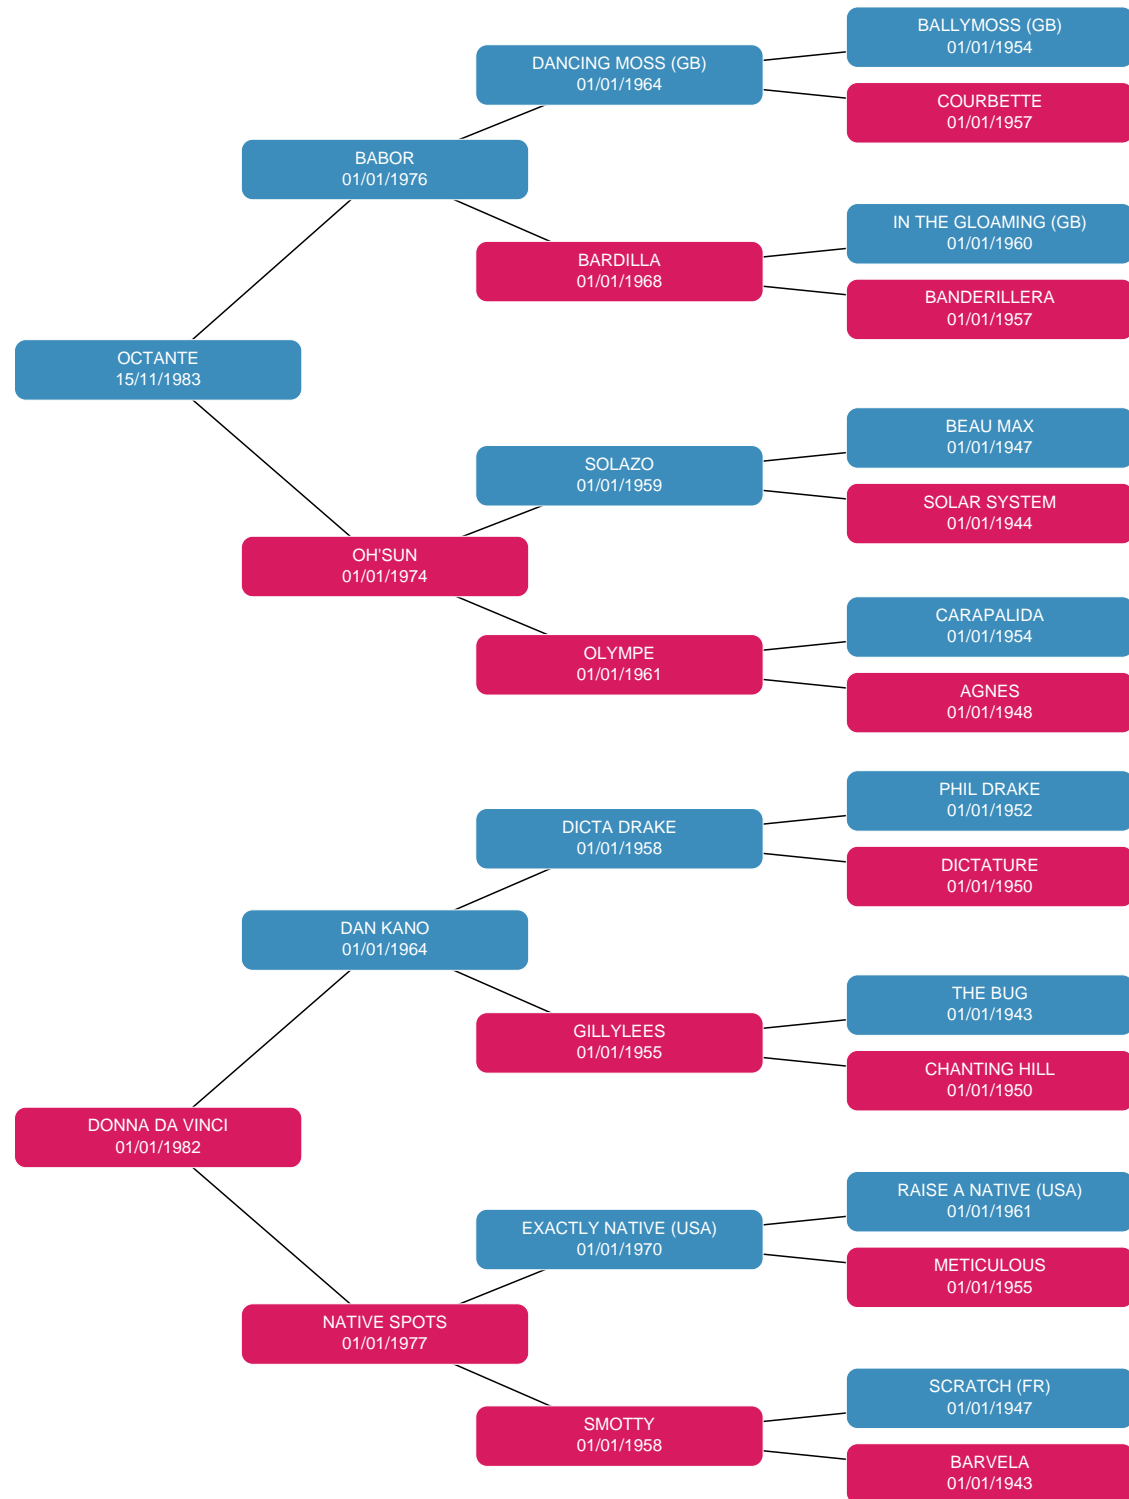 BALLYMOSS (GB)
01/01/1954
DANCING MOSS (GB)
01/01/1964
COURBETTE
01/01/1957
BABOR
01/01/1976
IN THE GLOAMING (GB)
01/01/1960
BARDILLA
01/01/1968
BANDERILLERA
01/01/1957
OCTANTE
15/11/1983
BEAU MAX
01/01/1947
SOLAZO
01/01/1959
SOLAR SYSTEM
01/01/1944
OH'SUN
01/01/1974
CARAPALIDA
01/01/1954
OLYMPE
01/01/1961
AGNES
01/01/1948
PHIL DRAKE
01/01/1952
DICTA DRAKE
01/01/1958
DICTATURE
01/01/1950
DAN KANO
01/01/1964
THE BUG
01/01/1943
GILLYLEES
01/01/1955
CHANTING HILL
01/01/1950
DONNA DA VINCI
01/01/1982
RAISE A NATIVE (USA)
01/01/1961
EXACTLY NATIVE (USA)
01/01/1970
METICULOUS
01/01/1955
NATIVE SPOTS
01/01/1977
SCRATCH (FR)
01/01/1947
SMOTTY
01/01/1958
BARVELA
01/01/1943